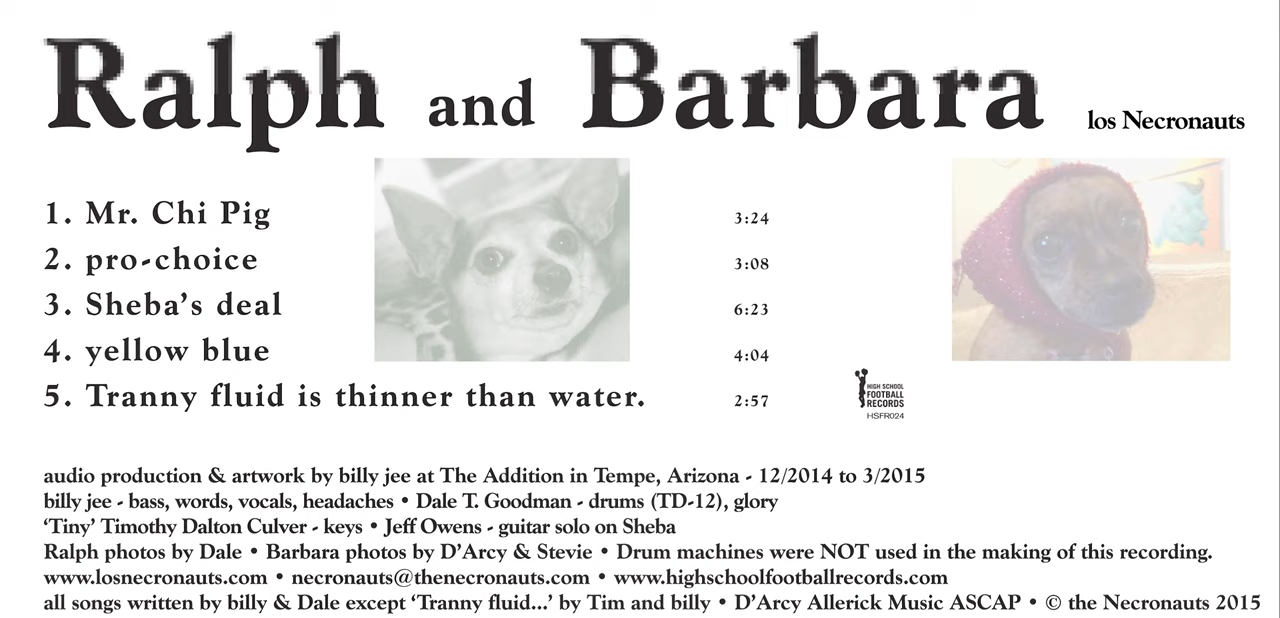 Ralph and Barbara los Necronauts
1. Mr. Chi Pig 3:24
2. pro-choice 3:08
3. Sheba's deal 6:23
4. yellow blue 4:04
5. Tranny fluid is thinner than water. 2:57
HIGH SCHOOL
FOOTBALL
RECORDS
HSFR024
audio production & artwork by billy jee at The Addition in Tempe, Arizona - 12/2014 to 3/2015
billy jee - bass, words, vocals, headaches • Dale T. Goodman - drums (TD-12), glory
‘Tiny’ Timothy Dalton Culver - keys • Jeff Owens - guitar solo on Sheba
Ralph photos by Dale • Barbara photos by D’Arcy & Stevie • Drum machines were NOT used in the making of this recording.
www.losnecronauts.com • necronauts@thenecronauts.com • www.highschoolfootballrecords.com
all songs written by billy & Dale except ‘Tranny fluid...’ by Tim and billy • D’Arcy Allerick Music ASCAP • © the Necronauts 2015